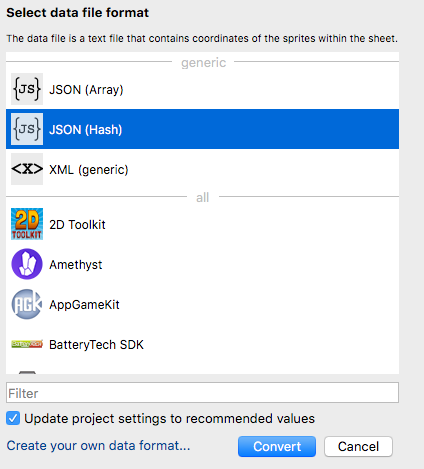 Select data file format
The data file is a text file that contains coordinates of the sprites within the sheet.
generic
{JS} JSON (Array)
{JS} JSON (Hash)
<X> XML (generic)
all
2D TOOLKIT 2D Toolkit
Amethyst
AGK AppGameKit
BatteryTech SDK
Filter
Update project settings to recommended values
Create your own data format... Convert Cancel